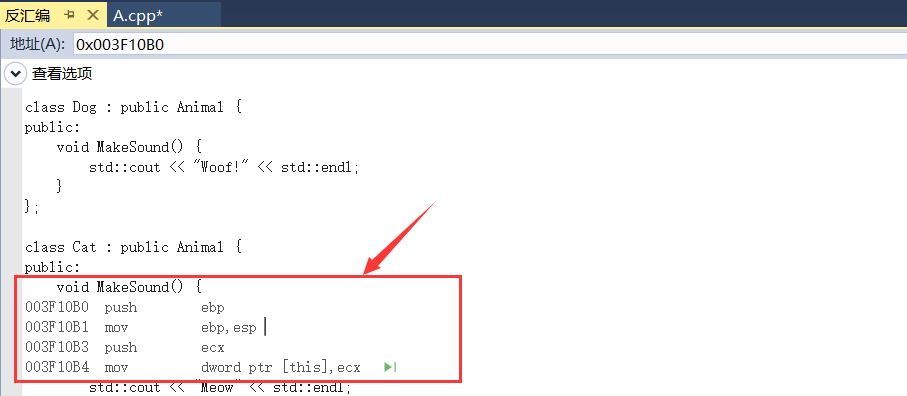 反汇编 A.cpp*
地址(A): 0x003F10B0
查看选项
class Dog : public Animal {
public:
    void MakeSound() {
        std::cout << "Woof!" << std::endl;
    }
};
class Cat : public Animal {
public:
    void MakeSound() {
003F10B0  push        ebp
003F10B1  mov         ebp,esp
003F10B3  push        ecx
003F10B4  mov         dword ptr [this],ecx
        std::cout << "Meow" << std::endl;